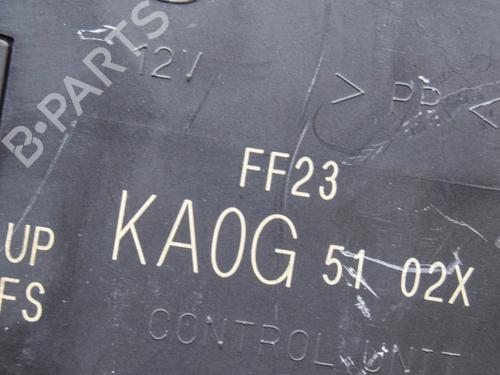 B-PARTS
12V
>PP<
FF23
UP
KA0G 51 02X
FS
CONTROL UNIT